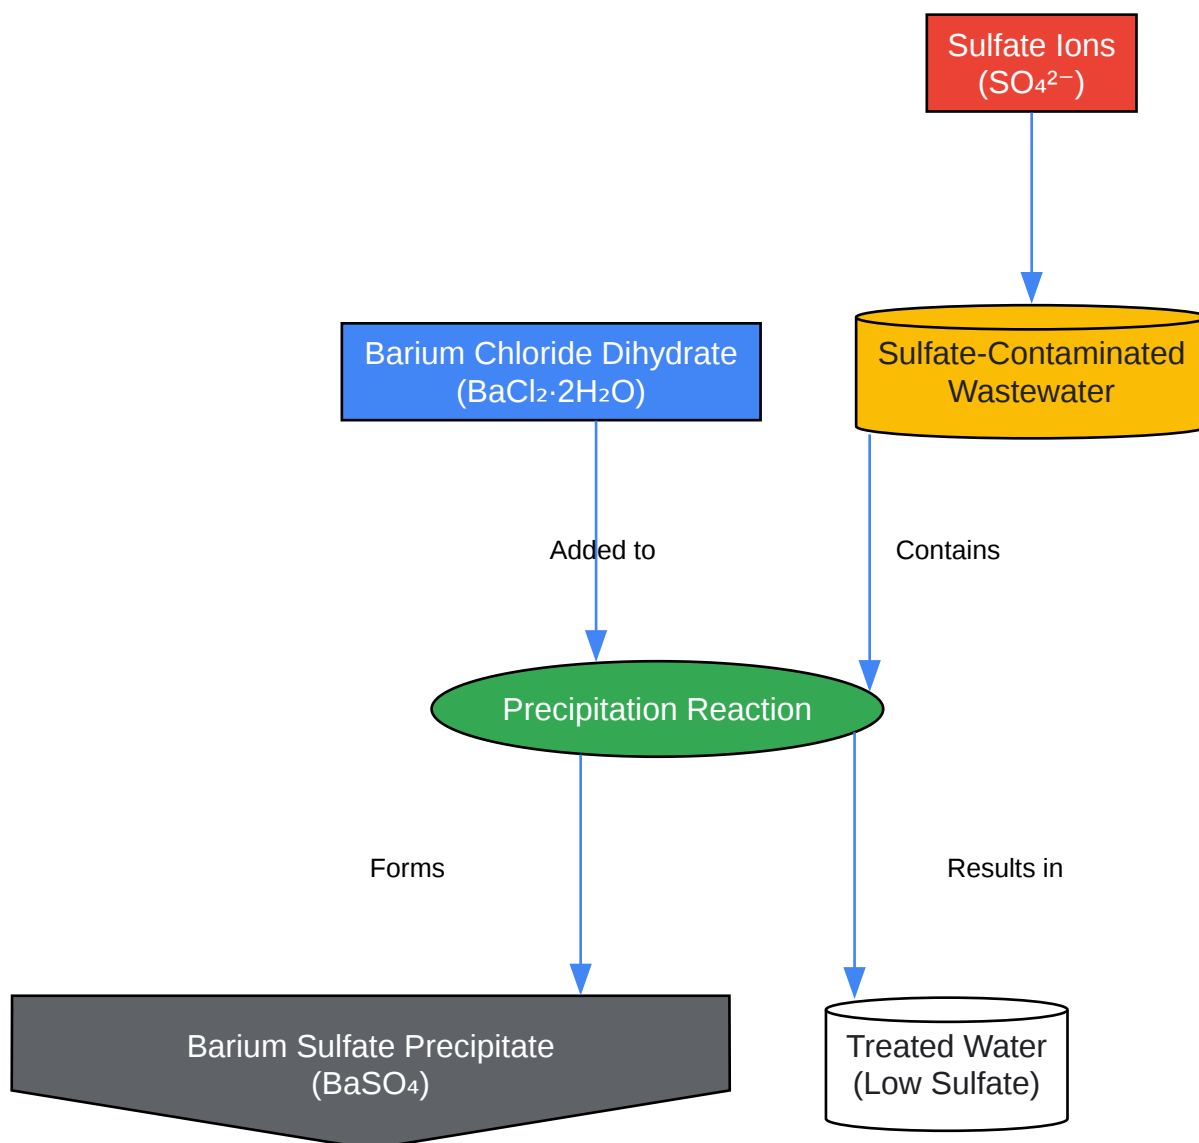 Sulfate Ions
(SO₄²⁻)
Barium Chloride Dihydrate
(BaCl₂·2H₂O)
Sulfate-Contaminated
Wastewater
Added to
Contains
Precipitation Reaction
Forms
Results in
Barium Sulfate Precipitate
(BaSO₄)
Treated Water
(Low Sulfate)